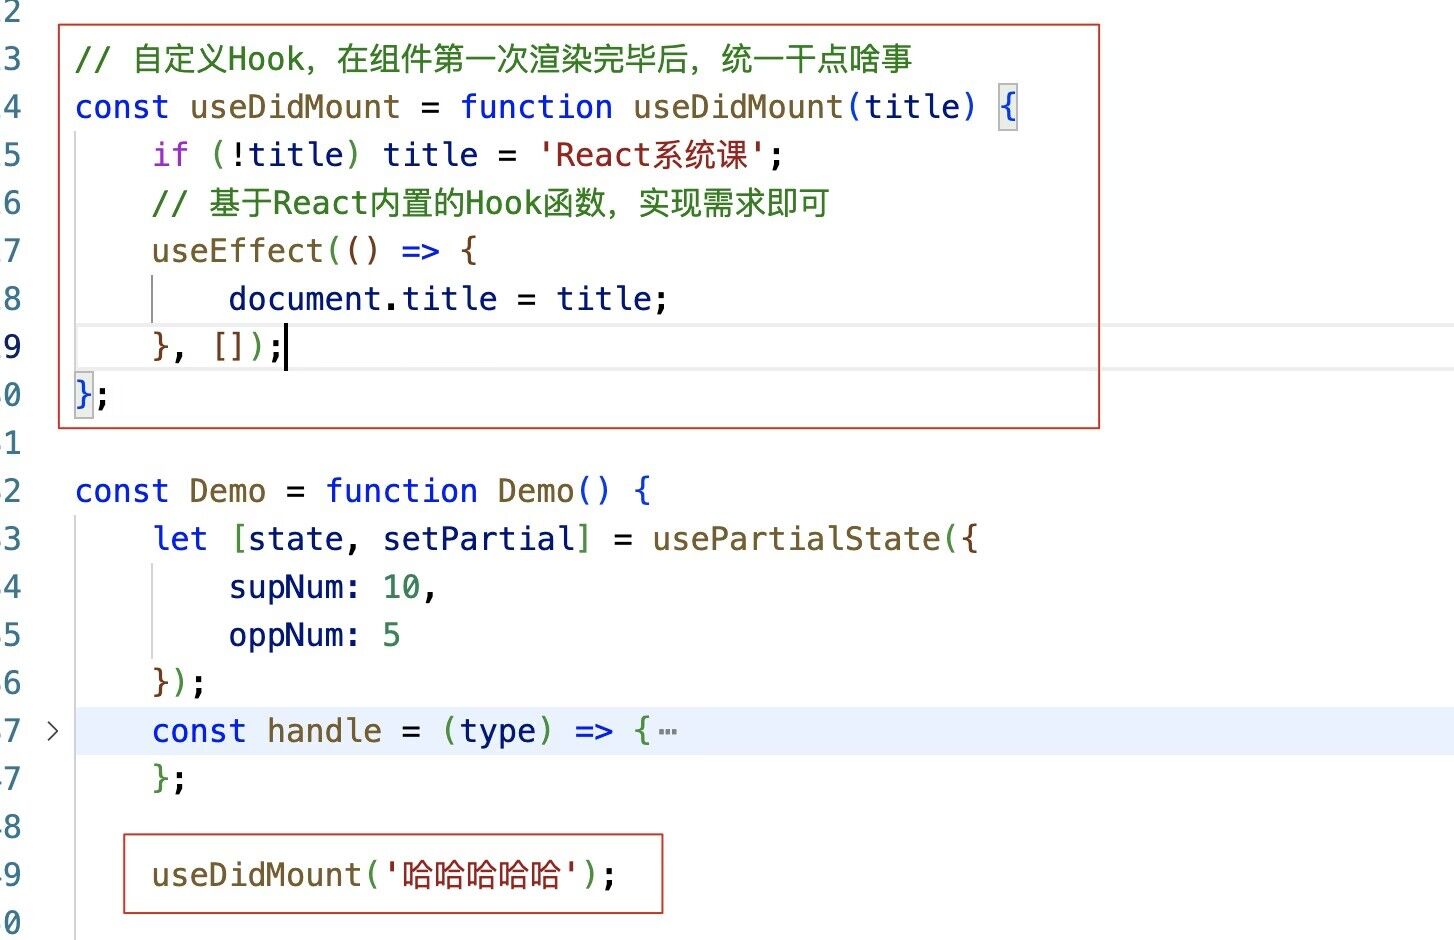 2
3 // 自定义Hook，在组件第一次渲染完毕后，统一干点啥事
4 const useDidMount = function useDidMount(title) {
5 if (!title) title = 'React系统课';
6 // 基于React内置的Hook函数，实现需求即可
7 useEffect(() => {
8 document.title = title;
9 }, []);
0 };
1
2 const Demo = function Demo() {
3 let [state, setPartial] = usePartialState({
4 supNum: 10,
5 oppNum: 5
6 });
7 const handle = (type) => {⋯
7 };
8
9 useDidMount('哈哈哈哈哈');
0